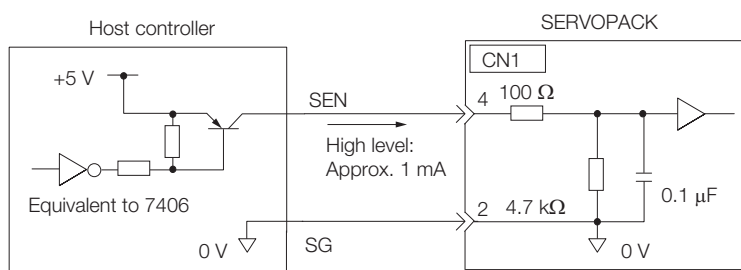 Host controller
SERVOPACK
CN1
+5 V
SEN
4
100 Ω
High level:
Approx. 1 mA
Equivalent to 7406
0.1 μF
2
4.7 kΩ
0 V
SG
0 V